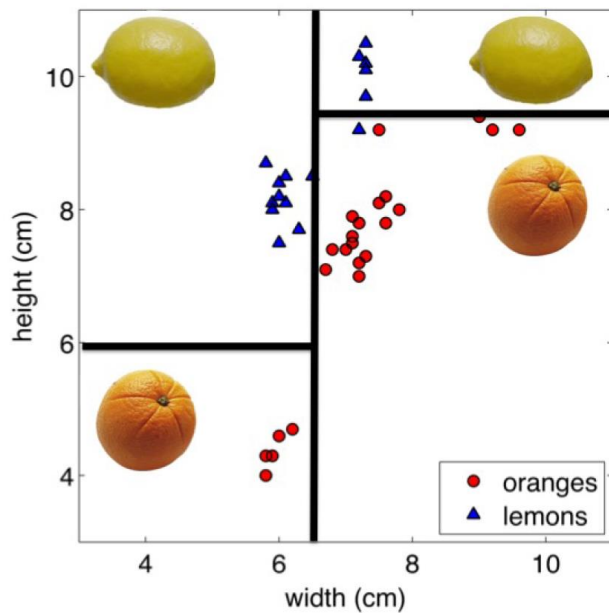 10
8
6
4
height (cm)
oranges
lemons
4 6 8 10
width (cm)